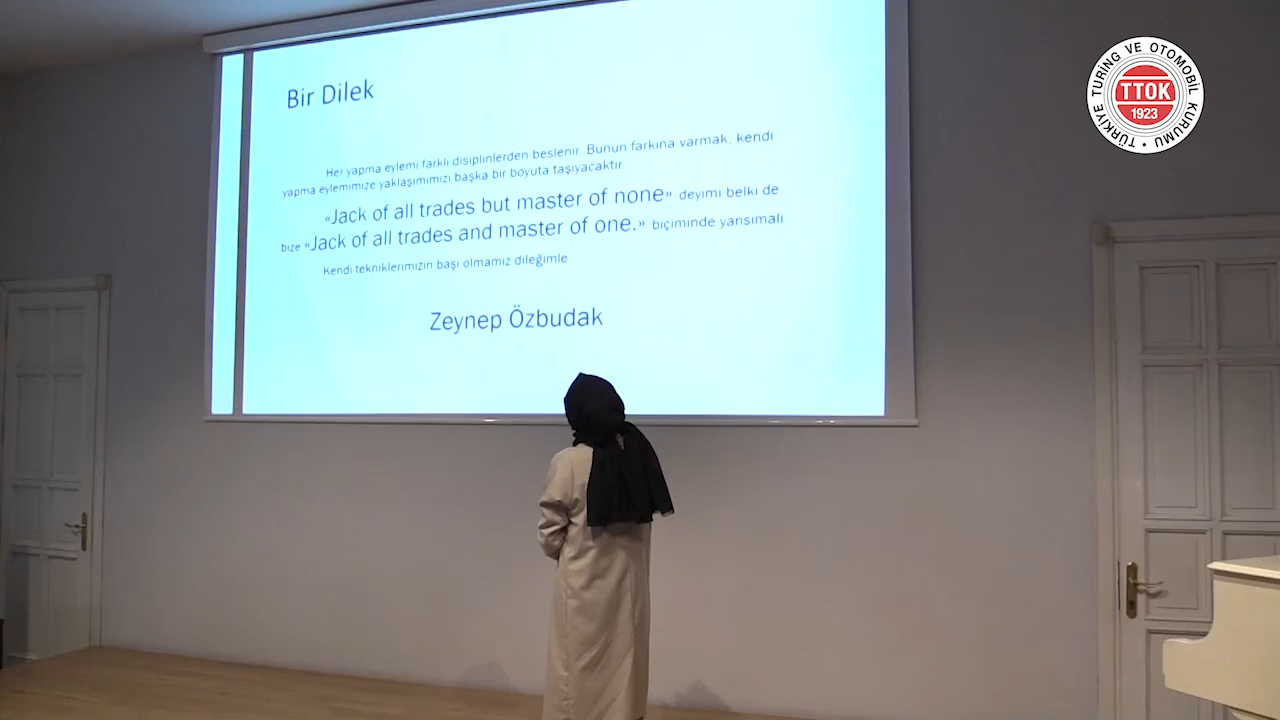 Bir Dilek
Her yapma eylemi farklı disiplinlerden beslenir. Bunun farkına varmak, kendi
yapma eylemimize yaklaşımımızı başka bir boyuta taşıyacaktır.
«Jack of all trades but master of none» deyimi belki de
bize «Jack of all trades and master of one.» biçiminde yansımalı.
Kendi tekniklerimizin başı olmamız dileğimle
Zeynep Özbudak
TÜRKİYE TURİNG VE OTOMOBİL KURUMU
TTOK
1923